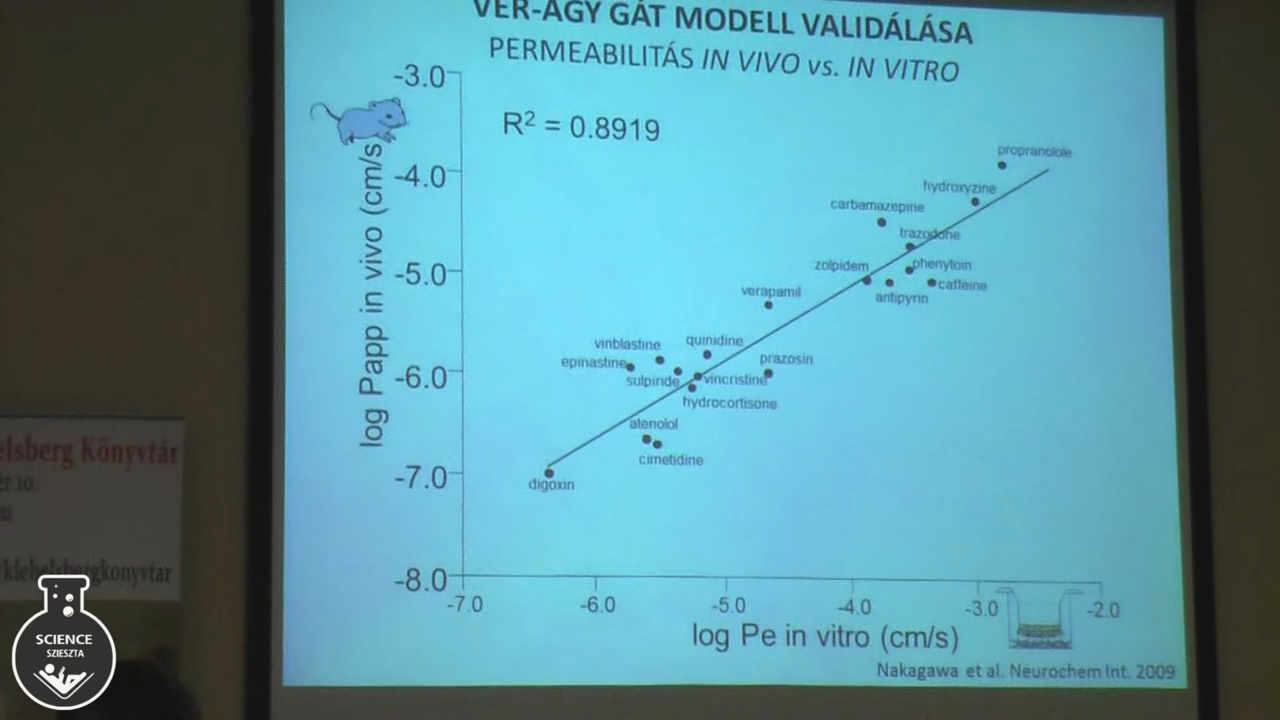 VÉR-AGY GÁT MODELL VALIDÁLÁSA
PERMEABILITÁS IN VIVO vs. IN VITRO
R² = 0.8919
log Papp in vivo (cm/s)
-3.0
-4.0
-5.0
-6.0
-7.0
-8.0
propranolole
hydroxyzine
carbamazepine
trazodone
zolpidem
phenytoin
caffeine
antipyrin
verapamil
vinblastine
quinidine
epinastine
prazosin
sulpiride
vincristine
hydrocortisone
atenolol
cimetidine
digoxin
-7.0
-6.0
-5.0
-4.0
-3.0
-2.0
log Pe in vitro (cm/s)
Nakagawa et al. Neurochem Int. 2009
elsberg Könyvtár
ér 10.
/klebelsbergkonyvtar
SCIENCE
SZIESZTA